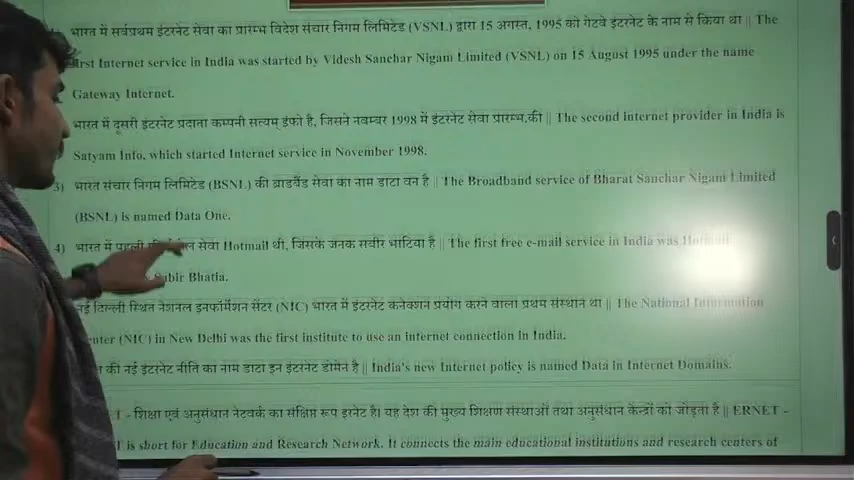 भारत में सर्वप्रथम इंटरनेट सेवा का प्रारम्भ विदेश संचार निगम लिमिटेड (VSNL) द्वारा 15 अगस्त, 1995 को गेटवे इंटरनेट के नाम से किया था || The
First Internet service in India was started by Videsh Sanchar Nigam Limited (VSNL) on 15 August 1995 under the name
Gateway Internet.
भारत में दूसरी इंटरनेट प्रदाता कम्पनी सत्यम् इंफो है, जिसने नवम्बर 1998 में इंटरनेट सेवा प्रारम्भ.की || The second internet provider in India is
Satyam Info, which started Internet service in November 1998.
3) भारत संचार निगम लिमिटेड (BSNL) की ब्राडबैंड सेवा का नाम डाटा वन है || The Broadband service of Bharat Sanchar Nigam Limited
(BSNL) is named Data One.
4) भारत में पहली सेवा Hotmail थी, जिसके जनक सबीर भाटिया है || The first free e-mail service in India was Hotmail
Sabir Bhatia.
नई दिल्ली स्थित नेशनल इनफॉर्मेशन सेंटर (NIC) भारत में इंटरनेट कनेक्शन प्रयोग करने वाला प्रथम संस्थान था || The National Information
Center (NIC) in New Delhi was the first institute to use an internet connection in India.
की नई इंटरनेट नीति का नाम डाटा इन इंटरनेट डोमेन है || India's new Internet policy is named Data in Internet Domains.
T - शिक्षा एवं अनुसंधान नेटवर्क का संक्षिप्त रूप इरनेट है। यह देश की मुख्य शिक्षण संस्थाओं तथा अनुसंधान केन्द्रों को जोड़ता है || ERNET -
T is short for Education and Research Network. It connects the main educational institutions and research centers of